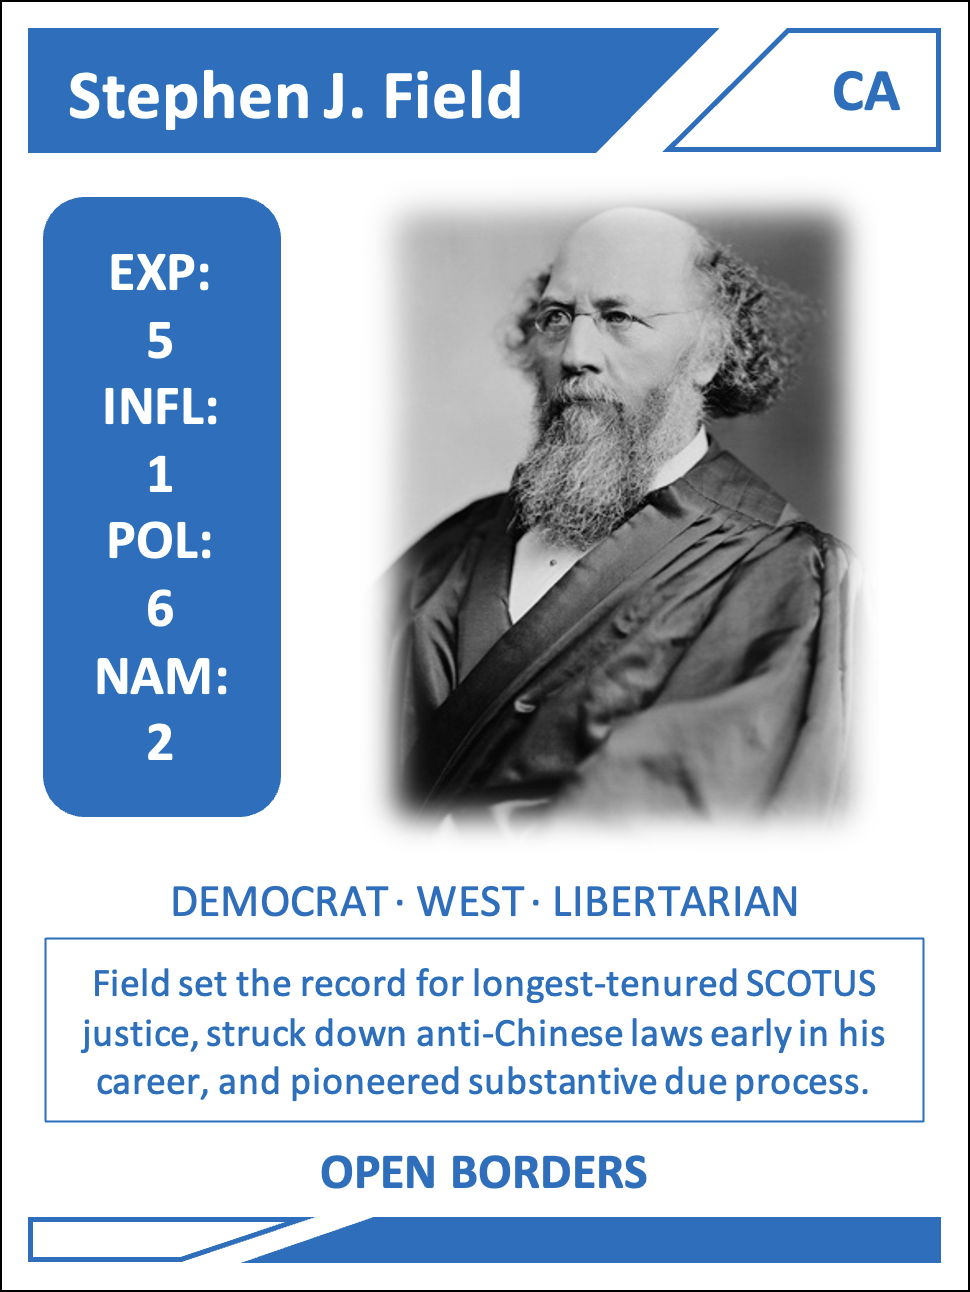 Stephen J. Field
CA
EXP:
5
INFL:
1
POL:
6
NAM:
2
DEMOCRAT · WEST · LIBERTARIAN
Field set the record for longest-tenured SCOTUS
justice, struck down anti-Chinese laws early in his
career, and pioneered substantive due process.
OPEN BORDERS